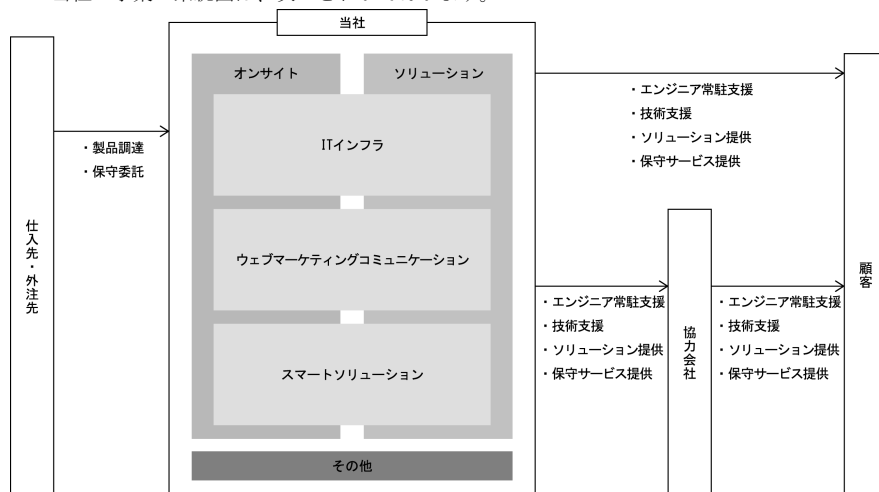 当社
オンサイト
ソリューション
ITインフラ
ウェブマーケティングコミュニケーション
スマートソリューション
その他
仕入先・外注先
・製品調達
・保守委託
・エンジニア常駐支援
・技術支援
・ソリューション提供
・保守サービス提供
・エンジニア常駐支援
・技術支援
・ソリューション提供
・保守サービス提供
協力会社
・エンジニア常駐支援
・技術支援
・ソリューション提供
・保守サービス提供
顧客